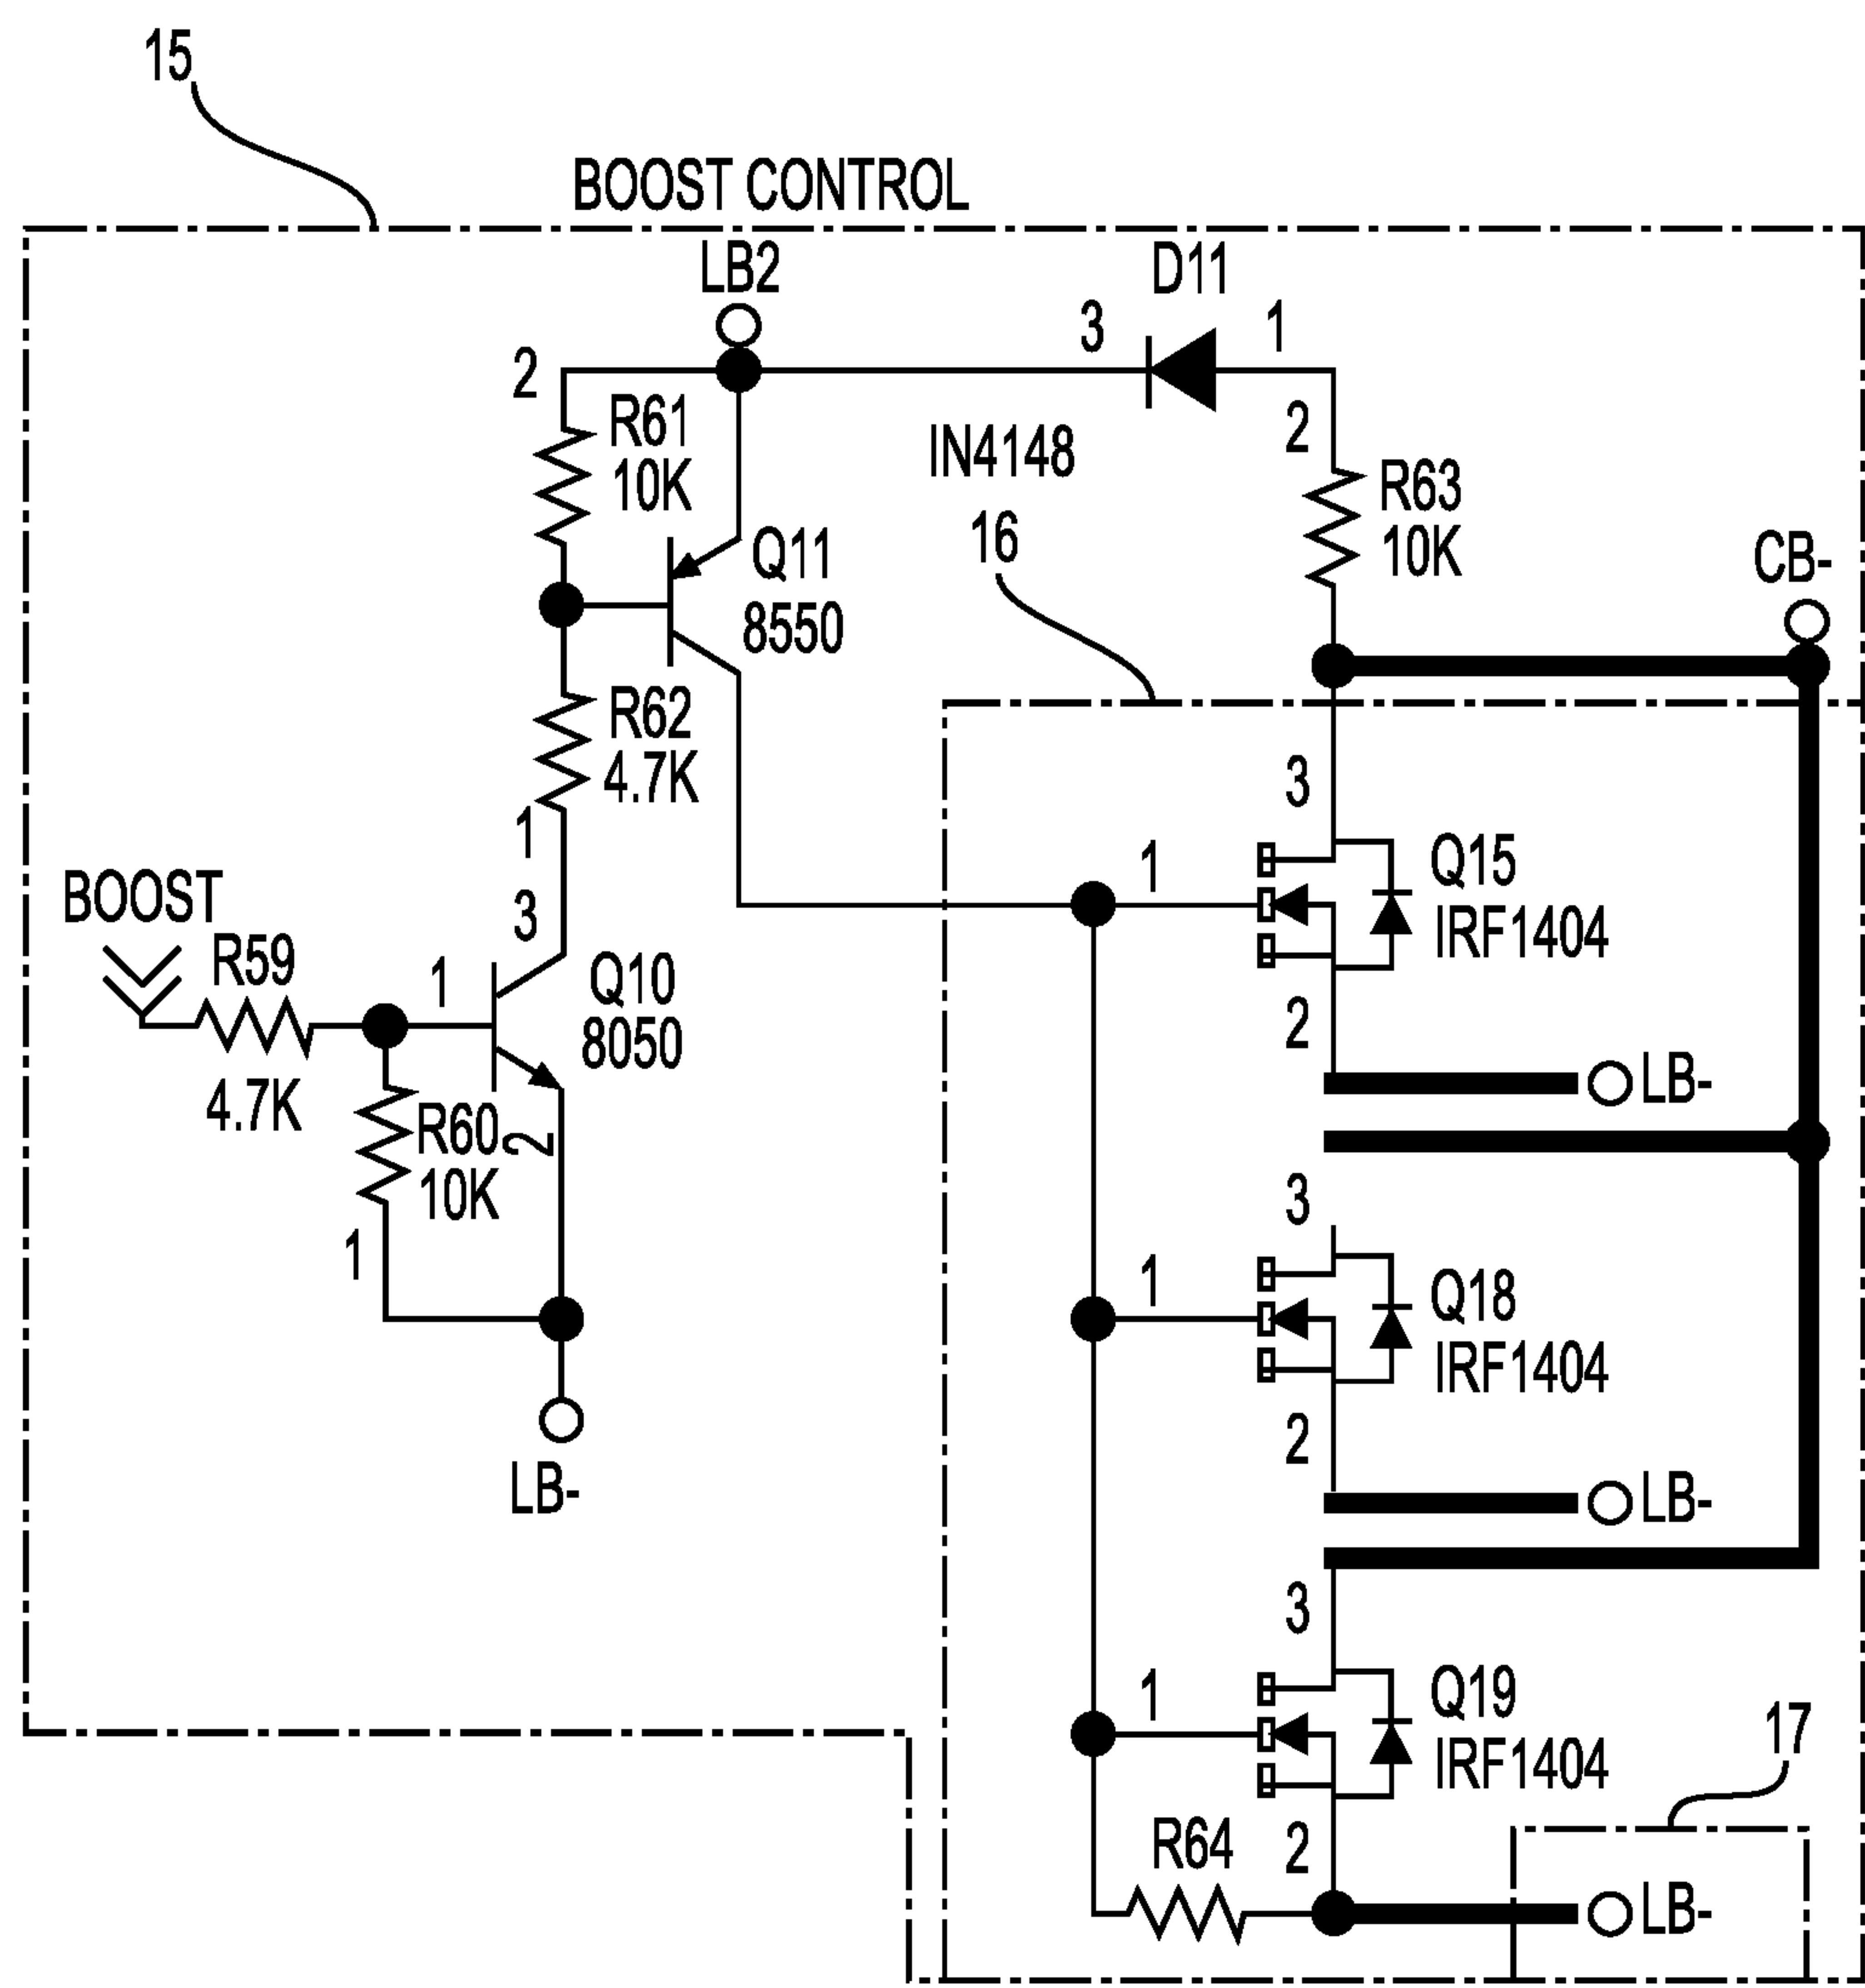 15
BOOST CONTROL
LB2
D11
3
1
2
R61
10K
IN4148
2
R63
10K
16
Q11
8550
CB-
R62
4.7K
1
3
3
1
Q15
IRF1404
2
LB-
BOOST
R59
4.7K
1
Q10
8050
R60
10K
2
1
LB-
3
1
Q18
IRF1404
2
LB-
3
1
Q19
IRF1404
17
R64
2
LB-